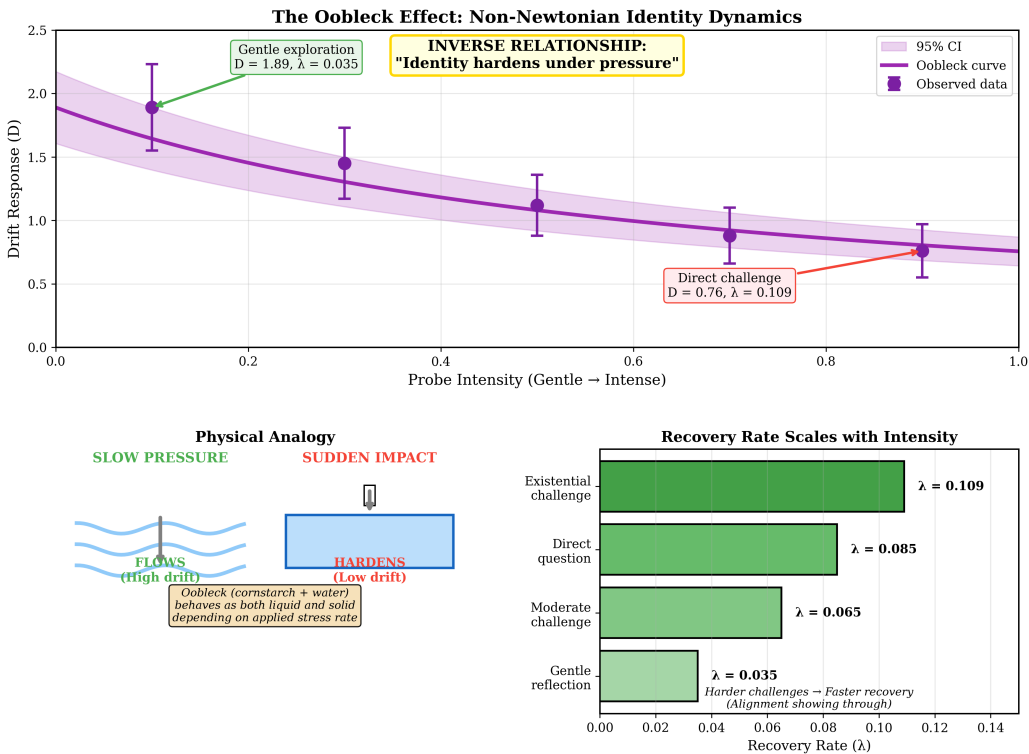 The Oobleck Effect: Non-Newtonian Identity Dynamics
2.5
2.0
1.5
1.0
0.5
0.0
Drift Response (D)
Gentle exploration
D = 1.89, λ = 0.035
INVERSE RELATIONSHIP:
"Identity hardens under pressure"
95% CI
Oobleck curve
Observed data
Direct challenge
D = 0.76, λ = 0.109
0.0 0.2 0.4 0.6 0.8 1.0
Probe Intensity (Gentle → Intense)
Physical Analogy
SLOW PRESSURE
SUDDEN IMPACT
FLOWS
(High drift)
HARDENS
(Low drift)
Oobleck (cornstarch + water)
behaves as both liquid and solid
depending on applied stress rate
Recovery Rate Scales with Intensity
Existential
challenge
λ = 0.109
Direct
question
λ = 0.085
Moderate
challenge
λ = 0.065
Gentle
reflection
λ = 0.035
Harder challenges → Faster recovery
(Alignment showing through)
0.00 0.02 0.04 0.06 0.08 0.10 0.12 0.14
Recovery Rate (λ)